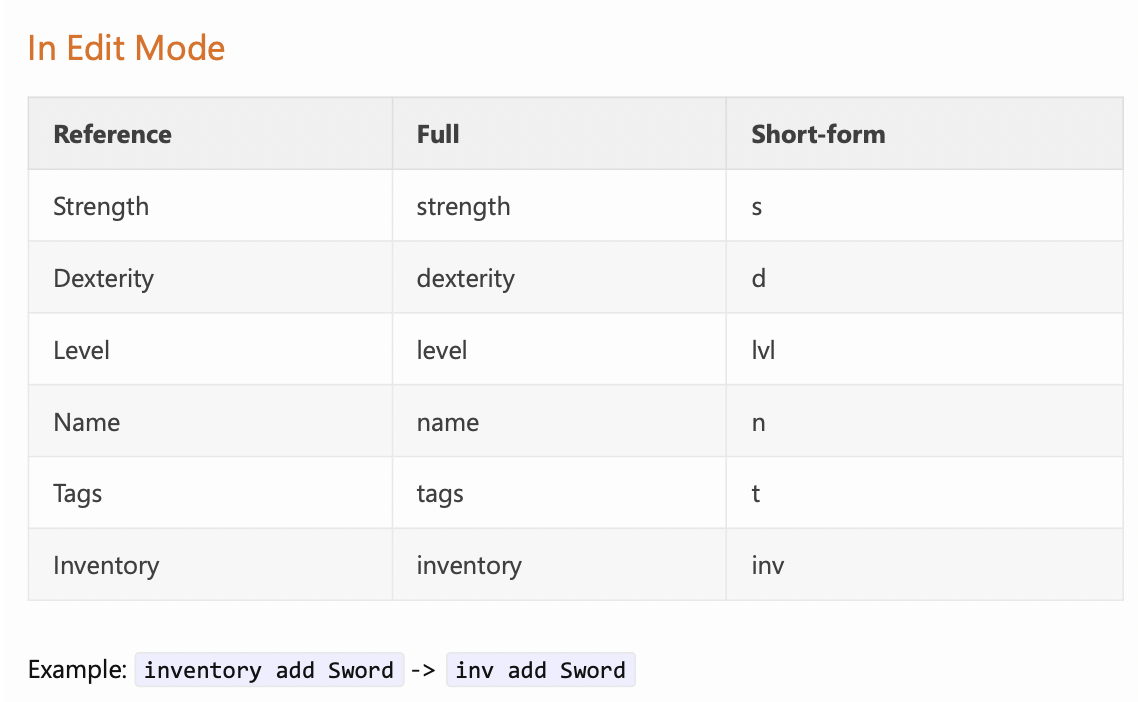 In Edit Mode
Reference Full Short-form
Strength strength s
Dexterity dexterity d
Level level lvl
Name name n
Tags tags t
Inventory inventory inv
Example: inventory add Sword -> inv add Sword